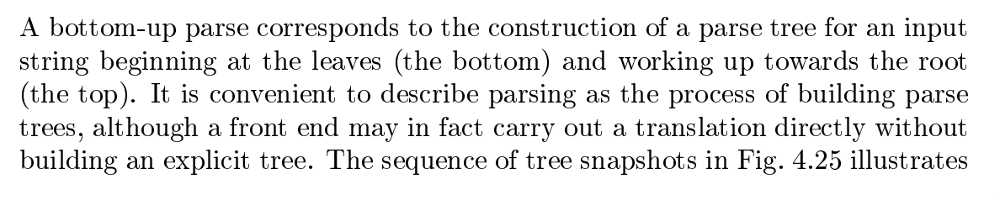 A bottom-up parse corresponds to the construction of a parse tree for an input
string beginning at the leaves (the bottom) and working up towards the root
(the top). It is convenient to describe parsing as the process of building parse
trees, although a front end may in fact carry out a translation directly without
building an explicit tree. The sequence of tree snapshots in Fig. 4.25 illustrates